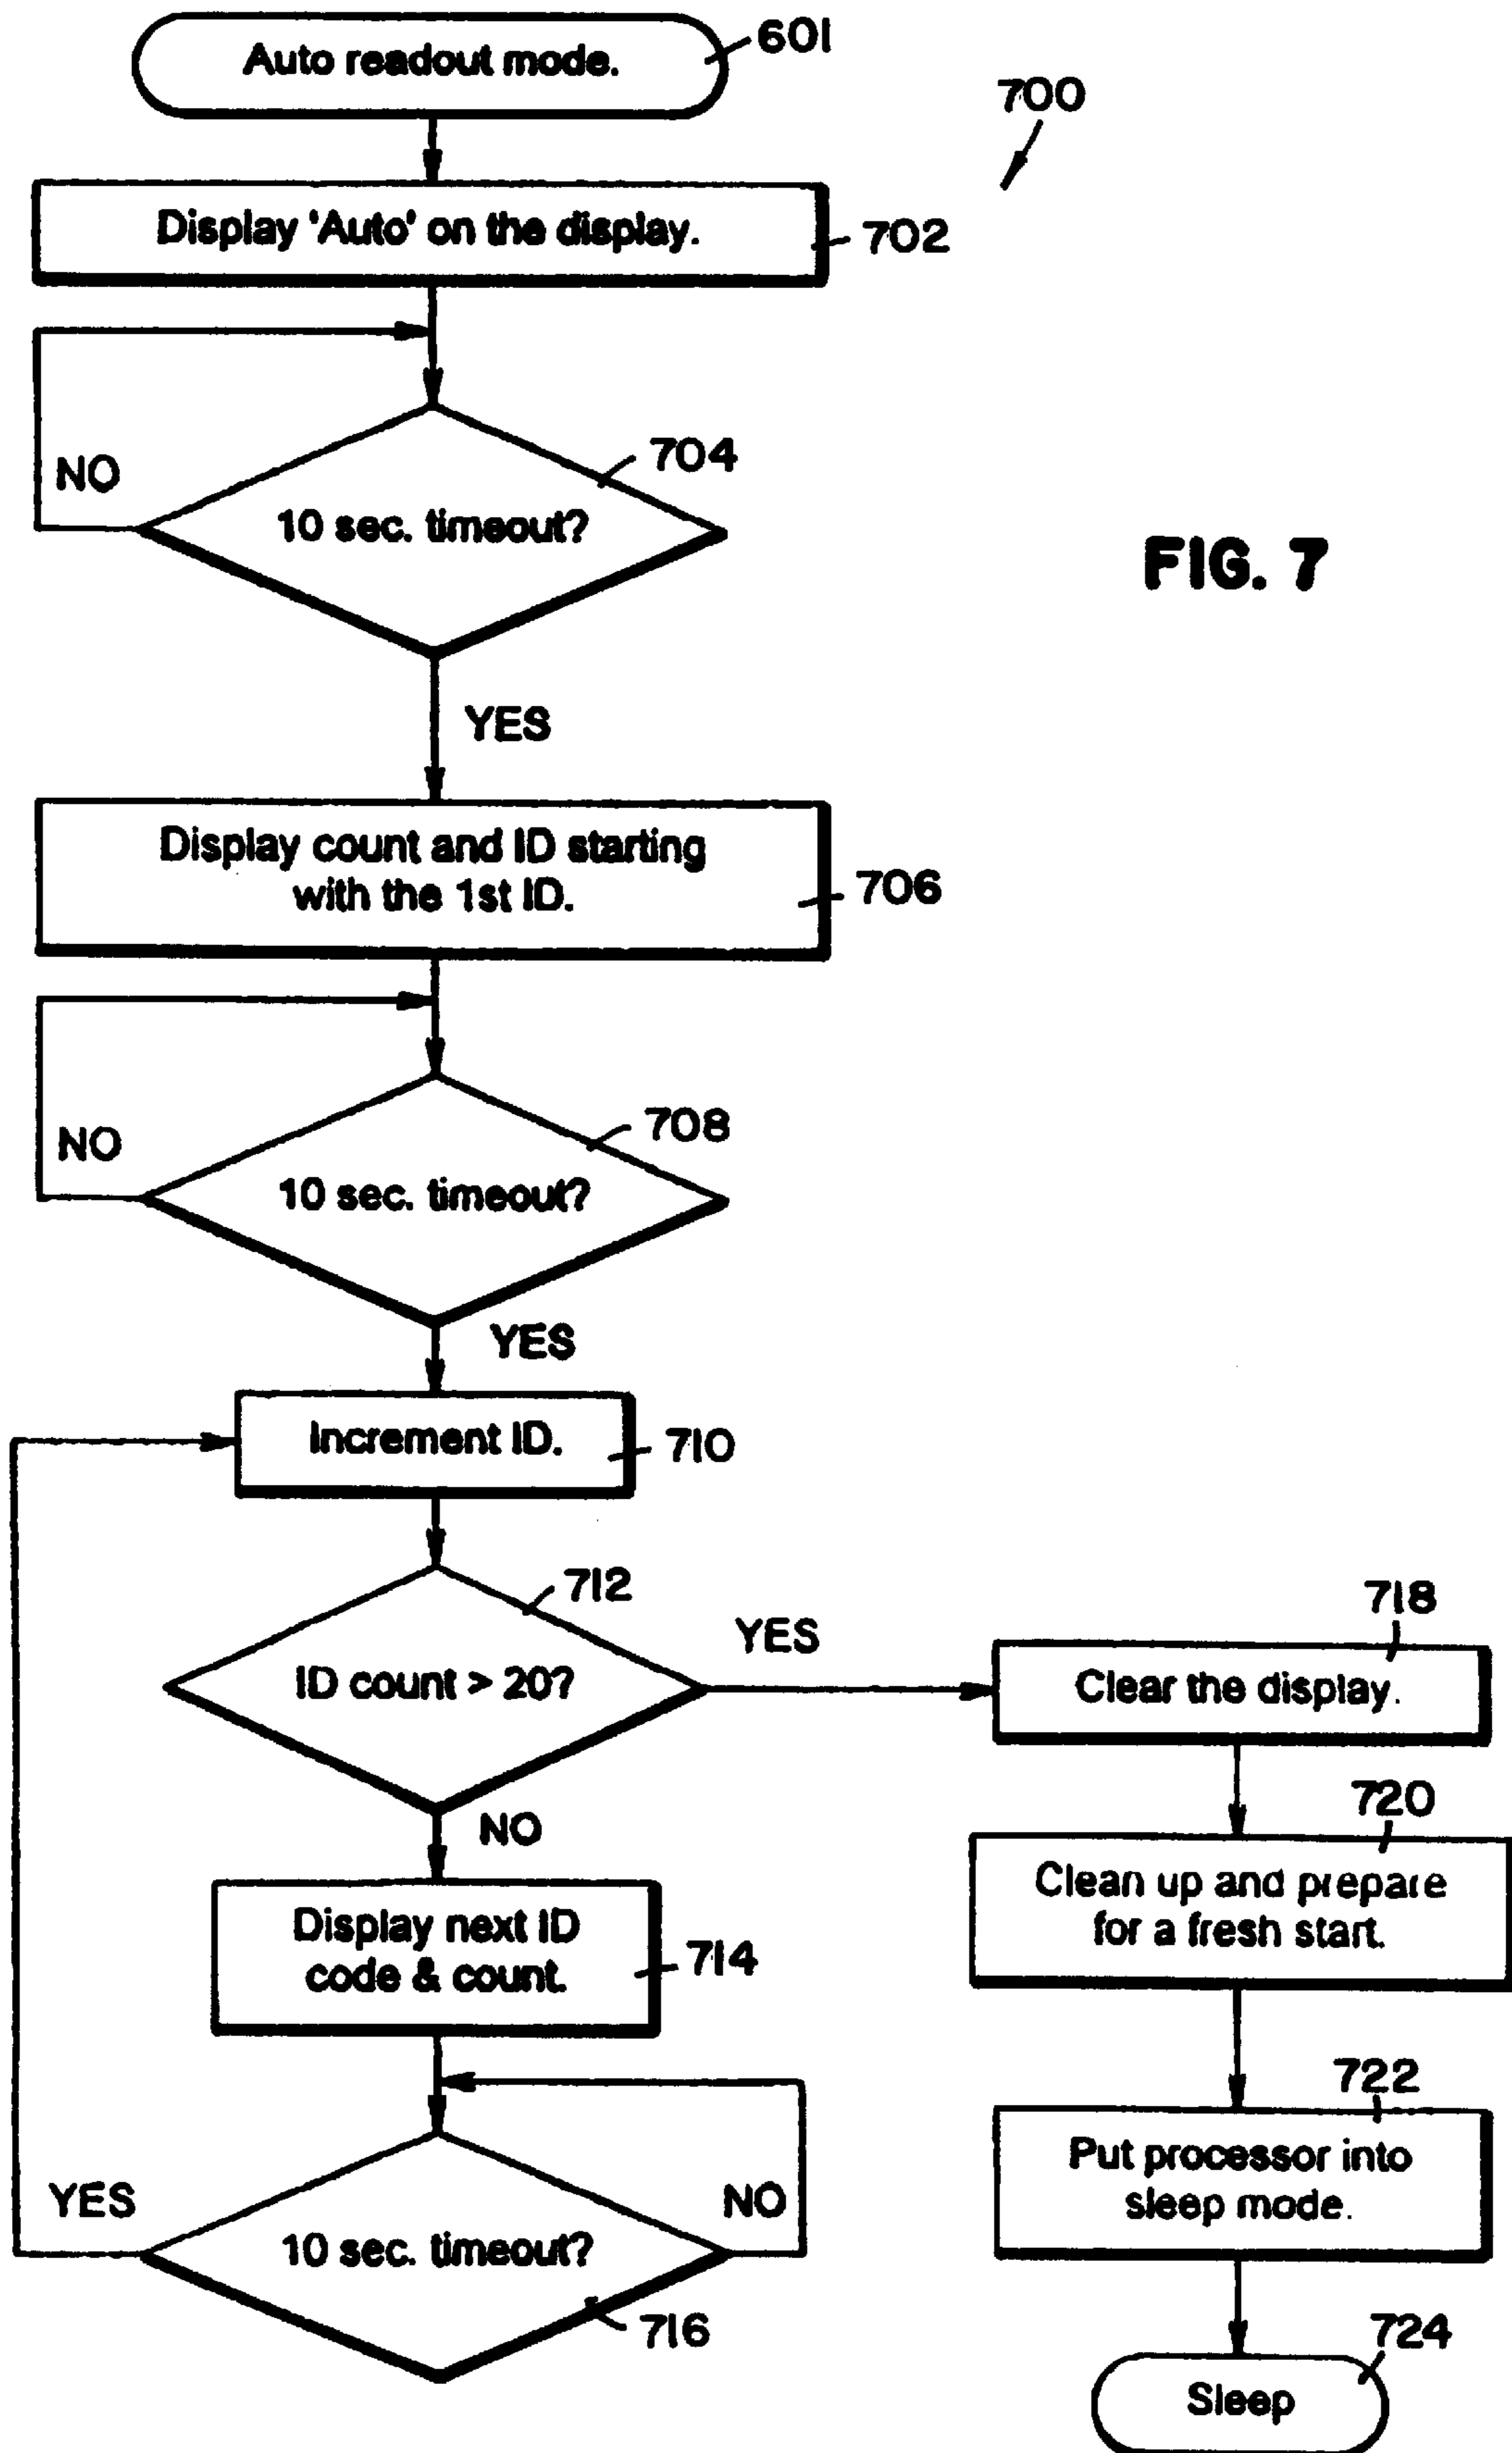 Auto readout mode.
601
700
Display 'Auto' on the display.
702
NO
704
10 sec. timeout?
FIG. 7
YES
Display count and ID starting
with the 1st ID.
706
NO
708
10 sec. timeout?
YES
Increment ID.
710
712
ID count > 20?
YES
718
Clear the display.
NO
720
Clean up and prepare
for a fresh start.
Display next ID
code & count.
714
722
Put processor into
sleep mode.
YES
NO
10 sec. timeout?
716
724
Sleep